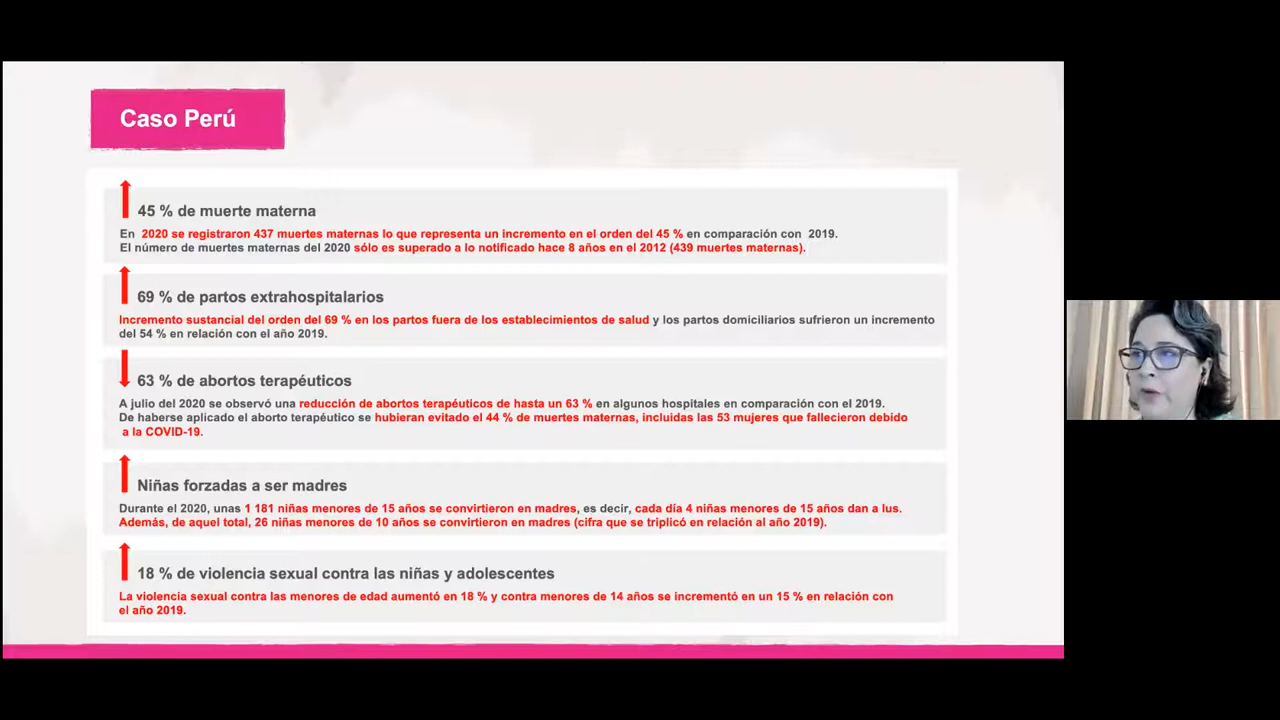 Caso Perú
45 % de muerte materna
En 2020 se registraron 437 muertes maternas lo que representa un incremento en el orden del 45 % en comparación con 2019.
El número de muertes maternas del 2020 sólo es superado a lo notificado hace 8 años en el 2012 (439 muertes maternas).
69 % de partos extrahospitalarios
Incremento sustancial del orden del 69 % en los partos fuera de los establecimientos de salud y los partos domiciliarios sufrieron un incremento
del 54 % en relación con el año 2019.
63 % de abortos terapéuticos
A julio del 2020 se observó una reducción de abortos terapéuticos de hasta un 63 % en algunos hospitales en comparación con el 2019.
De haberse aplicado el aborto terapéutico se hubieran evitado el 44 % de muertes maternas, incluidas las 53 mujeres que fallecieron debido
a la COVID-19.
Niñas forzadas a ser madres
Durante el 2020, unas 1 181 niñas menores de 15 años se convirtieron en madres, es decir, cada día 4 niñas menores de 15 años dan a lus.
Además, de aquel total, 26 niñas menores de 10 años se convirtieron en madres (cifra que se triplicó en relación al año 2019).
18 % de violencia sexual contra las niñas y adolescentes
La violencia sexual contra las menores de edad aumentó en 18 % y contra menores de 14 años se incrementó en un 15 % en relación con
el año 2019.